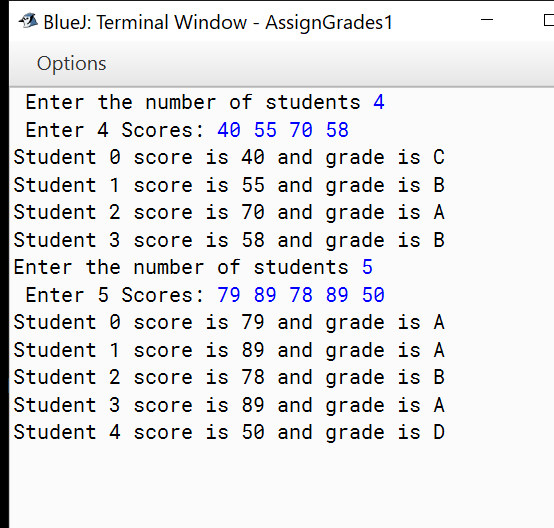 BlueJ: Terminal Window - AssignGrades1
Options
Enter the number of students 4
Enter 4 Scores: 40 55 70 58
Student 0 score is 40 and grade is C
Student 1 score is 55 and grade is B
Student 2 score is 70 and grade is A
Student 3 score is 58 and grade is B
Enter the number of students 5
Enter 5 Scores: 79 89 78 89 50
Student 0 score is 79 and grade is A
Student 1 score is 89 and grade is A
Student 2 score is 78 and grade is B
Student 3 score is 89 and grade is A
Student 4 score is 50 and grade is D